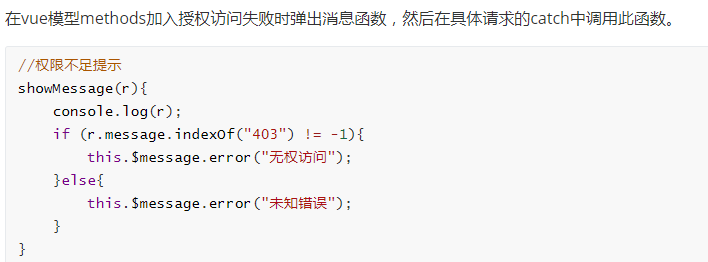 在vue模型methods加入授权访问失败时弹出消息函数，然后在具体请求的catch中调用此函数。
//权限不足提示
showMessage(r){
    console.log(r);
    if (r.message.indexOf("403") != -1){
        this.$message.error("无权访问");
    }else{
        this.$message.error("未知错误");
    }
}